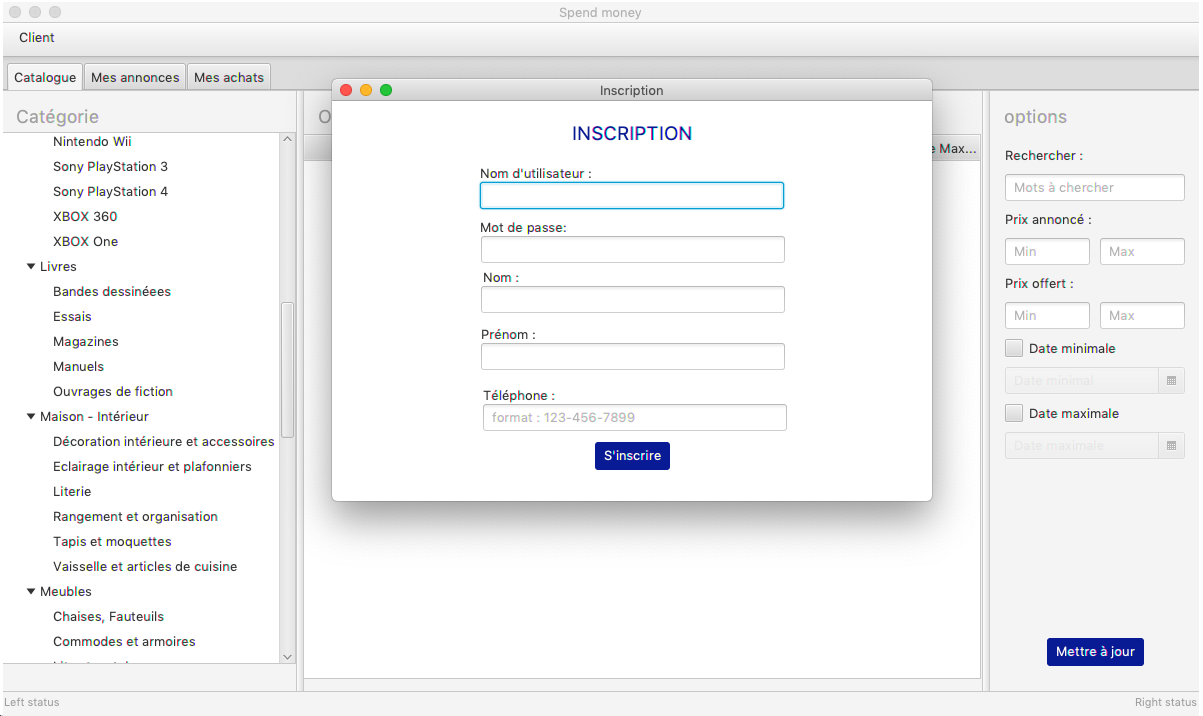 Spend money
Client
Catalogue
Mes annonces
Mes achats
Catégorie
Nintendo Wii
Sony PlayStation 3
Sony PlayStation 4
XBOX 360
XBOX One
Livres
Bandes dessinéees
Essais
Magazines
Manuels
Ouvrages de fiction
Maison - Intérieur
Décoration intérieure et accessoires
Eclairage intérieur et plafonniers
Literie
Rangement et organisation
Tapis et moquettes
Vaisselle et articles de cuisine
Meubles
Chaises, Fauteuils
Commodes et armoires
O
Inscription
INSCRIPTION
Nom d'utilisateur :
Mot de passe:
Nom :
Prénom :
Téléphone :
format : 123-456-7899
S'inscrire
e Max...
options
Rechercher :
Mots à chercher
Prix annoncé :
Min
Max
Prix offert :
Min
Max
Date minimale
Date minimal
Date maximale
Date maximale
Mettre à jour
Left status
Right status